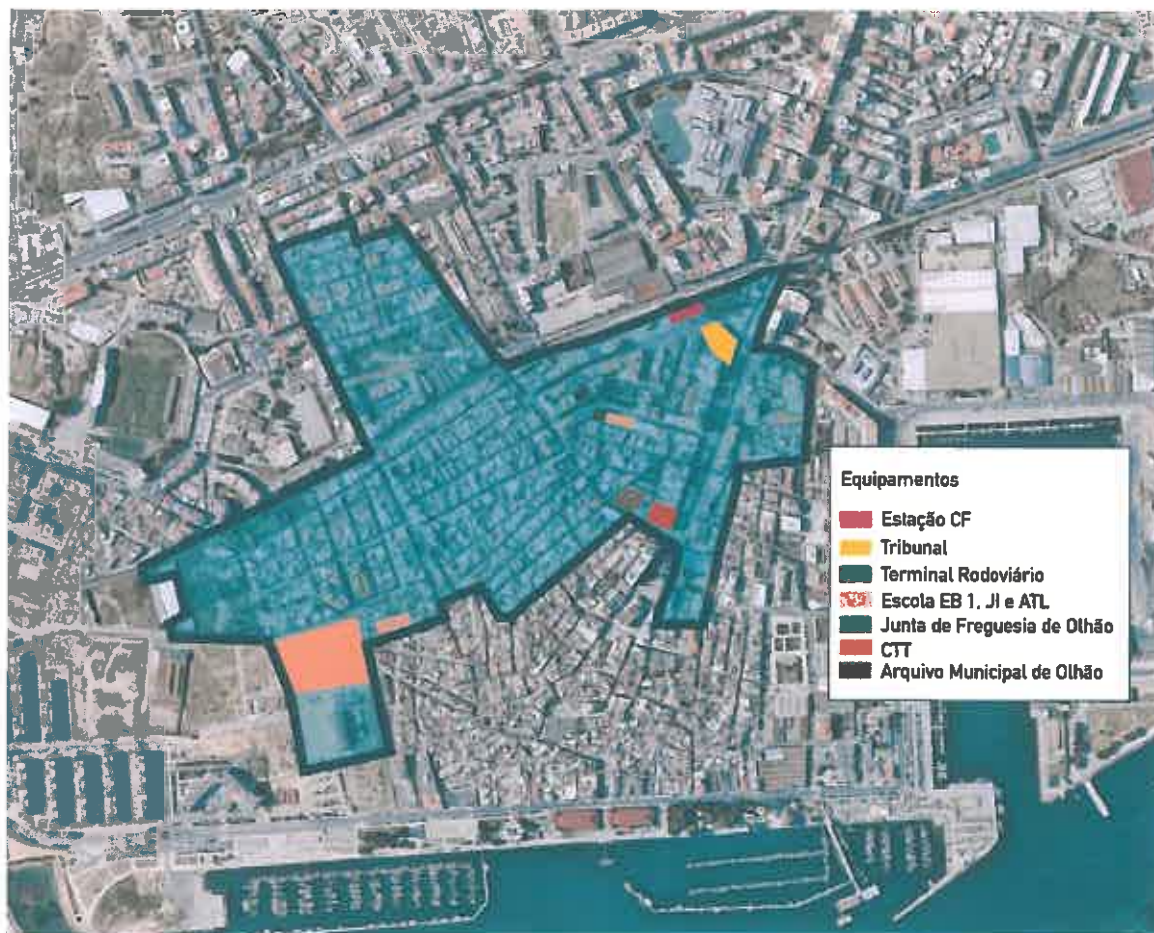 Equipamentos
Estação CF
Tribunal
Terminal Rodoviário
Escola EB 1, JI e ATL
Junta de Freguesia de Olhão
CTT
Arquivo Municipal de Olhão